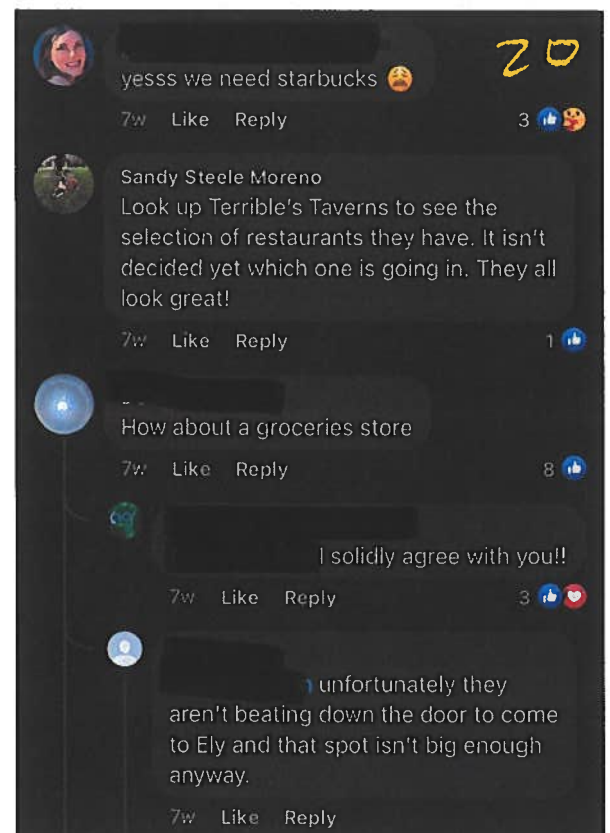 20
yesss we need starbucks 😩
7w Like Reply 3
Sandy Steele Moreno
Look up Terrible's Taverns to see the
selection of restaurants they have. It isn't
decided yet which one is going in. They all
look great!
7w Like Reply 1
How about a groceries store
7w Like Reply 8
I solidly agree with you!!
7w Like Reply 3
unfortunately they
aren't beating down the door to come
to Ely and that spot isn't big enough
anyway.
7w Like Reply